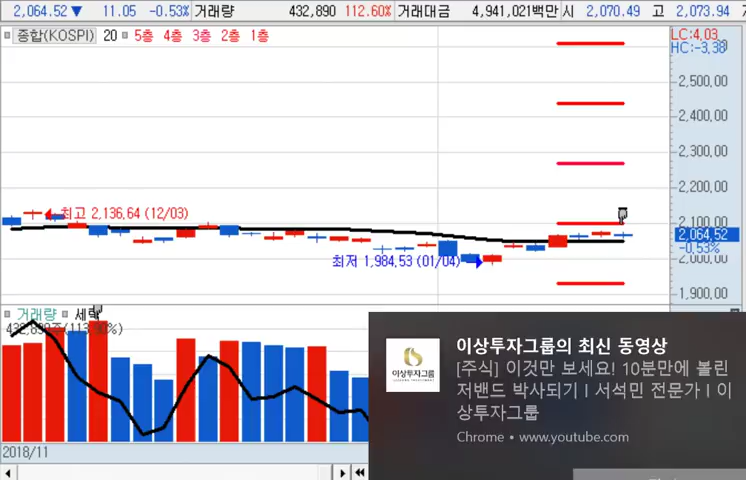 2,064.52 ▼ 11.05 -0.53% 거래량 432,890 112.60% 거래대금 4,941,021백만 시 2,070.49 고 2,073.94
종합(KOSPI) 20 5층 4층 3층 2층 1층
LC:4.03
HC:-3.38
2,500.00
2,400.00
2,300.00
2,200.00
최고 2,136.64 (12/03)
2,100.00
2,064.52
-0.53%
2,000.00
최저 1,984.53 (01/04)
1,900.00
거래량
2018/11
이상투자그룹
이상투자그룹의 최신 동영상
[주식] 이것만 보세요! 10분만에 볼린
저밴드 박사되기 I 서석민 전문가 I 이
상투자그룹
Chrome • www.youtube.com